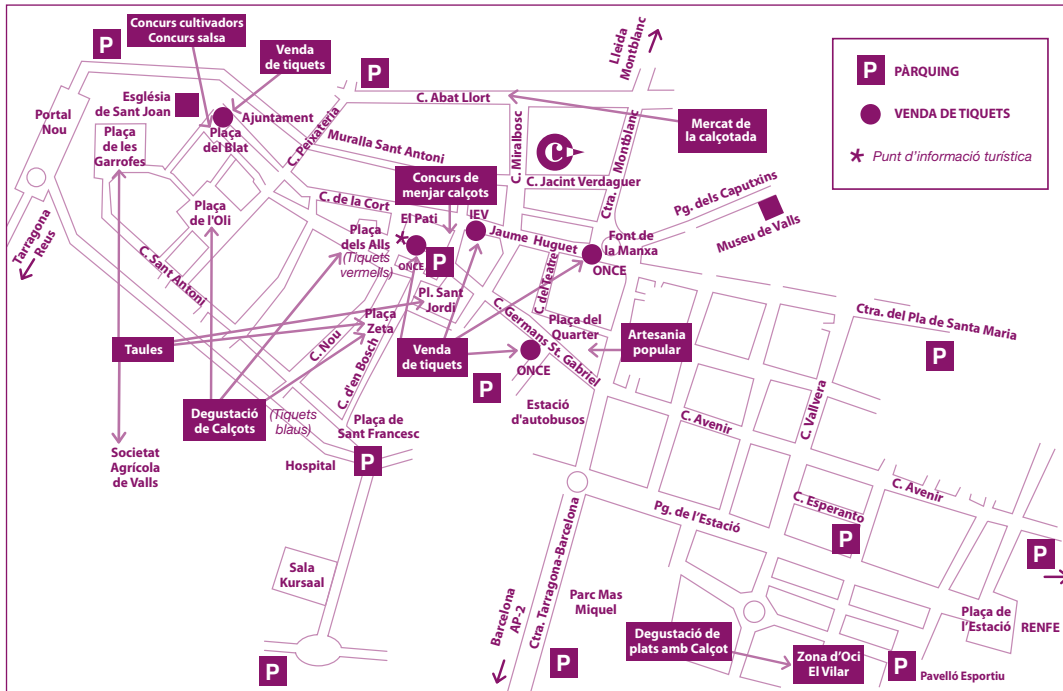 Concurs cultivadors
Concurs salsa
P
Venda
de tiquets
P
Lleida
Montblanc
P
PÀRQUING
VENDA DE TIQUETS
* Punt d'informació turística
Portal
Nou
Església
de Sant Joan
Ajuntament
Plaça
del Blat
Plaça
de les
Garrofes
C. Peixateria
C. Abat Llort
Mercat de
la calçotada
Muralla Sant Antoni
C. Miralbosc
c
C. Jacint Verdaguer
Ctra. Montblanc
Concurs de
menjar calçots
Pg. dels Caputxins
Museu de Valls
Plaça
de l'Oli
C. de la Cort
El Pati
IEV
Jaume Huguet
Font de
la Manxa
ONCE
Plaça
dels Alls
(Tiquets
vermells)
*
ONCE
P
Tarragona
Reus
C. Sant Antoni
C. del Teatre
Pl. Sant
Jordi
Plaça
Zeta
C. Germans St. Gabriel
Plaça del
Quarter
Artesania
popular
Ctra. del Pla de Santa Maria
P
Taules
C. Nou
C. d'en Bosch
Venda
de tiquets
ONCE
P
Degustació
de Calçots
(Tiquets
blaus)
Plaça de
Sant Francesc
Estació
d'autobusos
C. Avenir
C. Vallvera
Societat
Agrícola
de Valls
Hospital
P
C. Avenir
C. Esperanto
P
P
Pg. de l'Estació
Sala
Kursaal
Barcelona
AP-2
Ctra. Tarragona-Barcelona
Parc Mas
Miquel
Plaça de
l'Estació
RENFE
Degustació de
plats amb Calçot
Zona d'Oci
El Vilar
P
P
P
Pavelló Esportiu